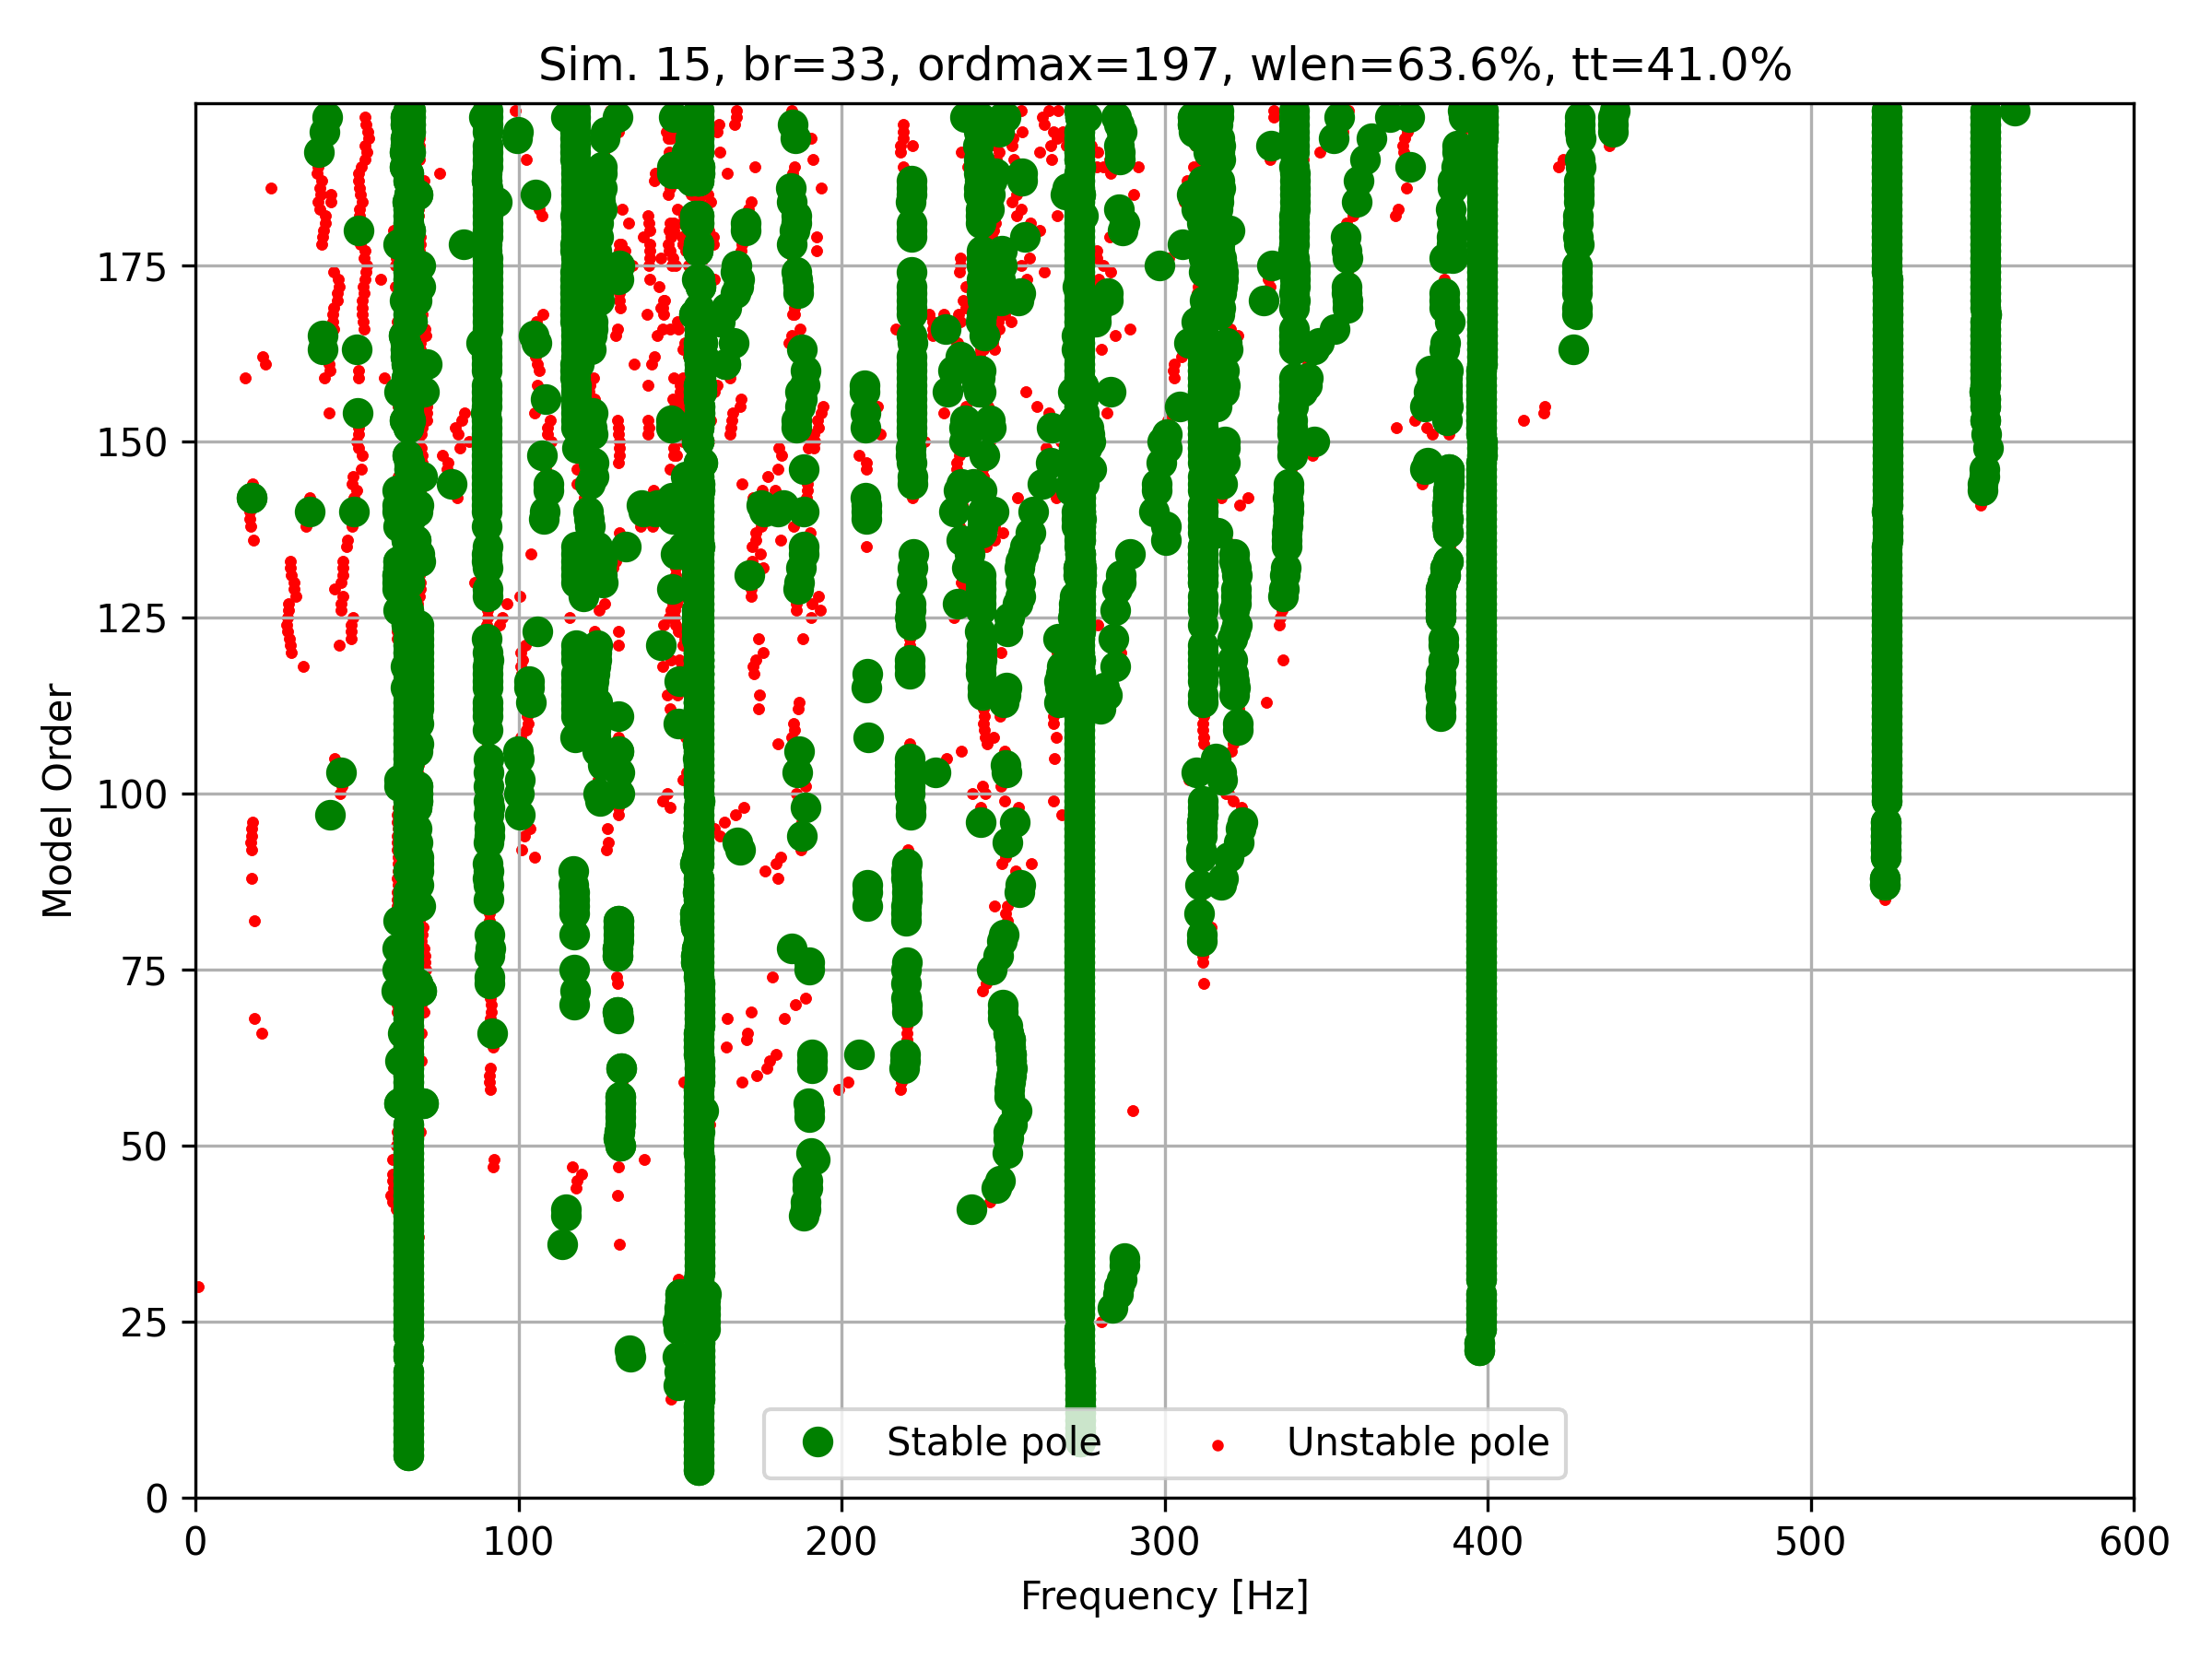 Sim. 15, br=33, ordmax=197, wlen=63.6%, tt=41.0%
175
150
125
100
75
50
25
0
Model Order
Stable pole
Unstable pole
0 100 200 300 400 500 600
Frequency [Hz]